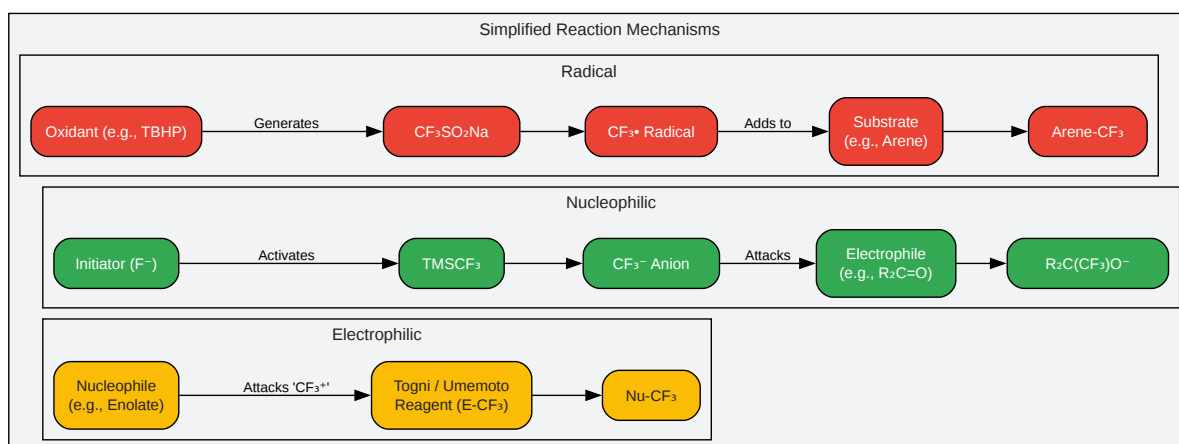 Simplified Reaction Mechanisms
Radical
Oxidant (e.g., TBHP)
Generates
CF₃SO₂Na
CF₃• Radical
Adds to
Substrate
(e.g., Arene)
Arene-CF₃
Nucleophilic
Initiator (F⁻)
Activates
TMSCF₃
CF₃⁻ Anion
Attacks
Electrophile
(e.g., R₂C=O)
R₂C(CF₃)O⁻
Electrophilic
Nucleophile
(e.g., Enolate)
Attacks 'CF₃⁺'
Togni / Umemoto
Reagent (E-CF₃)
Nu-CF₃